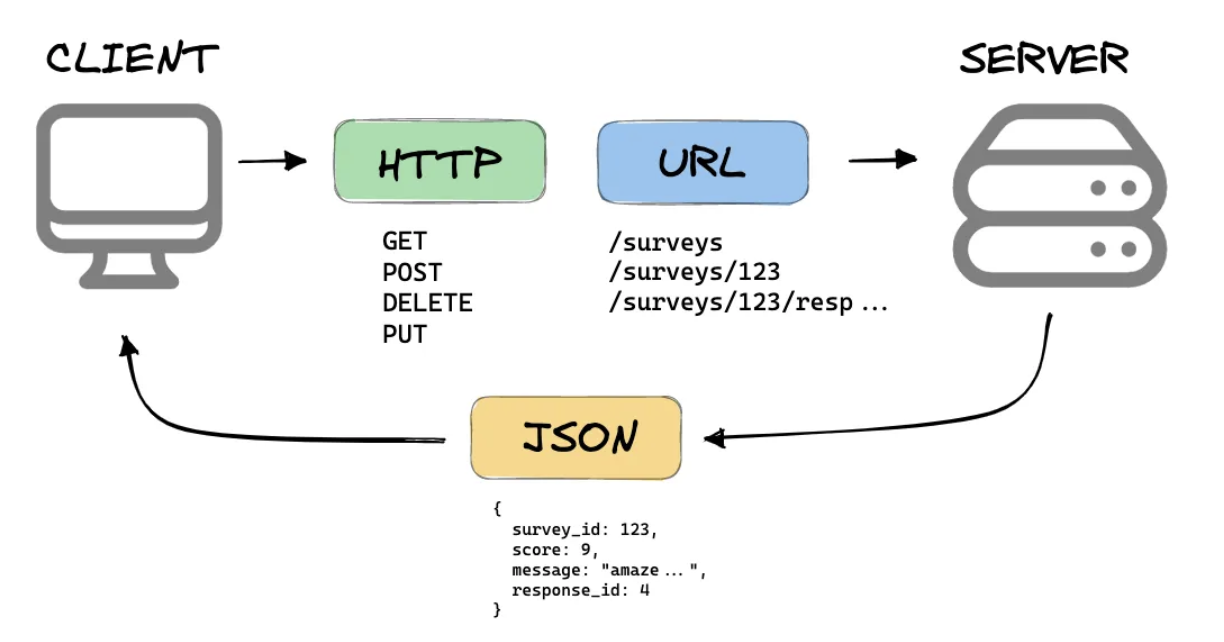 CLIENT
SERVER
HTTP
URL
GET
POST
DELETE
PUT
/surveys
/surveys/123
/surveys/123/resp...
JSON
{
survey_id: 123,
score: 9,
message: "amaze...",
response_id: 4
}